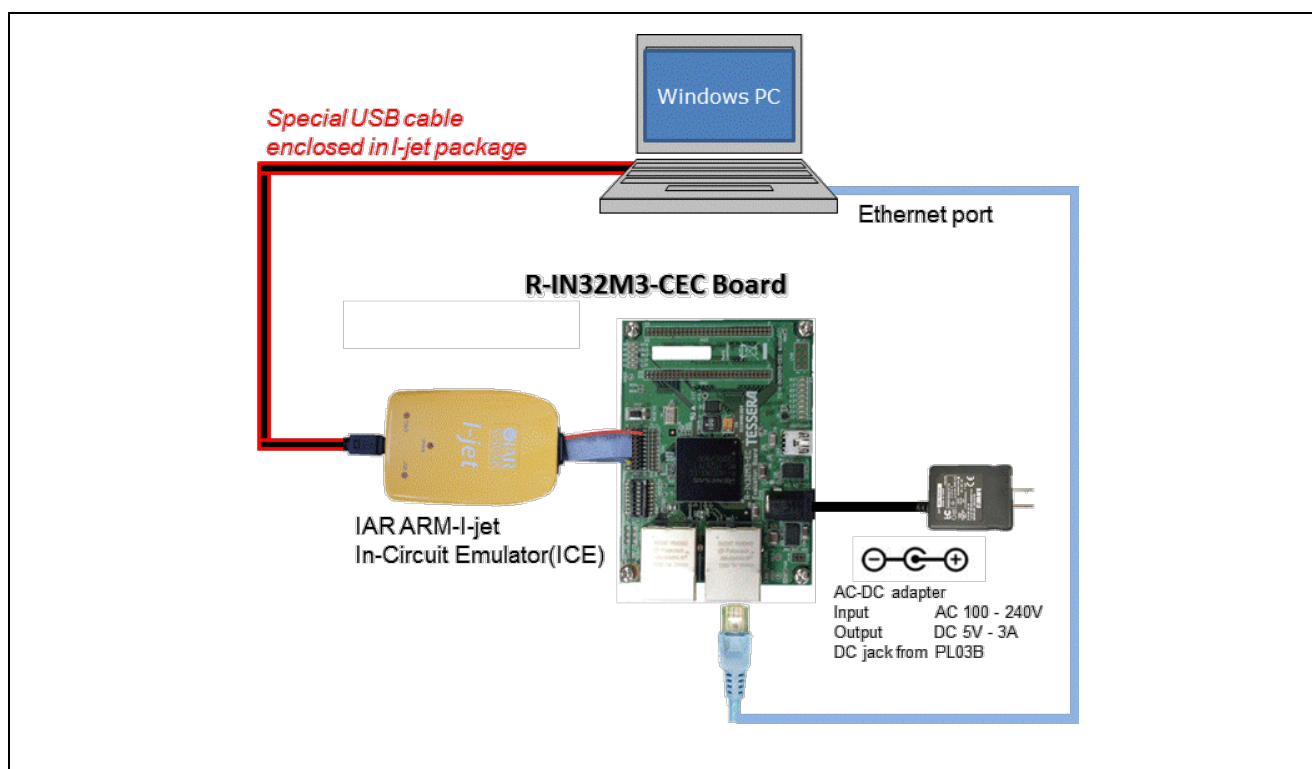 Windows PC
Special USB cable
enclosed in I-jet package
Ethernet port
R-IN32M3-CEC Board
TESSERA
RENESAS
IAR
I-jet
IAR ARM-I-jet
In-Circuit Emulator(ICE)
AC-DC adapter
Input AC 100 - 240V
Output DC 5V - 3A
DC jack from PL03B